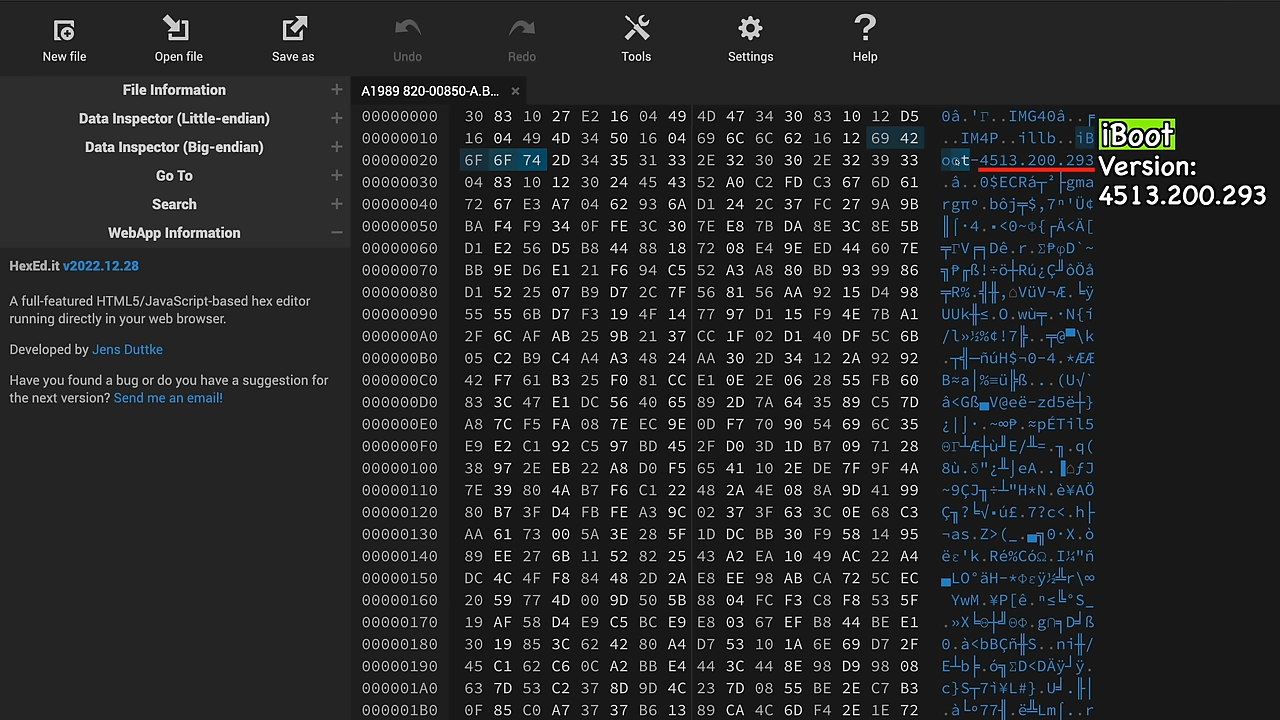 New file Open file Save as Undo Redo Tools Settings Help
File Information
Data Inspector (Little-endian)
Data Inspector (Big-endian)
Go To
Search
WebApp Information
HexEd.it v2022.12.28
A full-featured HTML5/JavaScript-based hex editor
running directly in your web browser.
Developed by Jens Duttke
Have you found a bug or do you have a suggestion for
the next version? Send me an email!
A1989 820-00850-A.B... ×
00000000 30 83 10 27 E2 16 04 49 4D 47 34 30 83 10 12 D5 0â.'Γ..IMG40â..╒
00000010 16 04 49 4D 34 50 16 04 69 6C 6C 62 16 12 69 42 ..IM4P..illb..iB
00000020 6F 6F 74 2D 34 35 31 33 2E 32 30 30 2E 32 39 33 oot-4513.200.293
00000030 04 83 10 12 30 24 45 43 52 A0 C2 FD C3 67 6D 61
00000040 72 67 E3 A7 04 62 93 6A D1 24 2C 37 FC 27 9A 9B
00000050 BA F4 F9 34 0F FE 3C 30 7E E8 7B DA 8E 3C 8E 5B
00000060 D1 E2 56 D5 B8 44 88 18 72 08 E4 9E ED 44 60 7E
00000070 BB 9E D6 E1 21 F6 94 C5 52 A3 A8 80 BD 93 99 86
00000080 D1 52 25 07 B9 D7 2C 7F 56 81 56 AA 92 15 D4 98
00000090 55 55 6B D7 F3 19 4F 14 77 97 D1 15 F9 4E 7B A1
000000A0 2F 6C AF AB 25 9B 21 37 CC 1F 02 D1 40 DF 5C 6B
000000B0 05 C2 B9 C4 A4 A3 48 24 AA 30 2D 34 12 2A 92 92
000000C0 42 F7 61 B3 25 F0 81 CC E1 0E 2E 06 28 55 FB 60
000000D0 83 3C 47 E1 DC 56 40 65 89 2D 7A 64 35 89 C5 7D
000000E0 A8 7C F5 FA 08 7E EC 9E 0D F7 70 90 54 69 6C 35
000000F0 E9 E2 C1 92 C5 97 BD 45 2F D0 3D 1D B7 09 71 28
00000100 38 97 2E EB 22 A8 D0 F5 65 41 10 2E DE 7F 9F 4A
00000110 7E 39 80 4A B7 F6 C1 22 48 2A 4E 08 8A 9D 41 99
00000120 80 B7 3F D4 FB FE A3 9C 02 37 3F 63 3C 0E 68 C3
00000130 AA 61 73 00 5A 3E 28 5F 1D DC BB 30 F9 58 14 95
00000140 89 EE 27 6B 11 52 82 25 43 A2 EA 10 49 AC 22 A4
00000150 DC 4C 4F F8 84 48 2D 2A E8 EE 98 AB CA 72 5C EC
00000160 20 59 77 4D 00 9D 50 5B 88 04 FC F3 C8 F8 53 5F
00000170 19 AF 58 D4 E9 C5 BC E9 E8 03 67 EF B8 44 BE E1
00000180 30 19 85 3C 62 42 80 A4 D7 53 10 1A 6E 69 D7 2F
00000190 45 C1 62 C6 0C A2 BB E4 44 3C 44 8E 98 D9 98 08
000001A0 63 7D 53 C2 37 8D 9D 4C 23 7D 08 55 BE 2E C7 B3
000001B0 0F 85 C0 A7 37 37 B6 13 89 CA 4C 6D F4 2E 1E 72
iBoot
Version:
4513.200.293